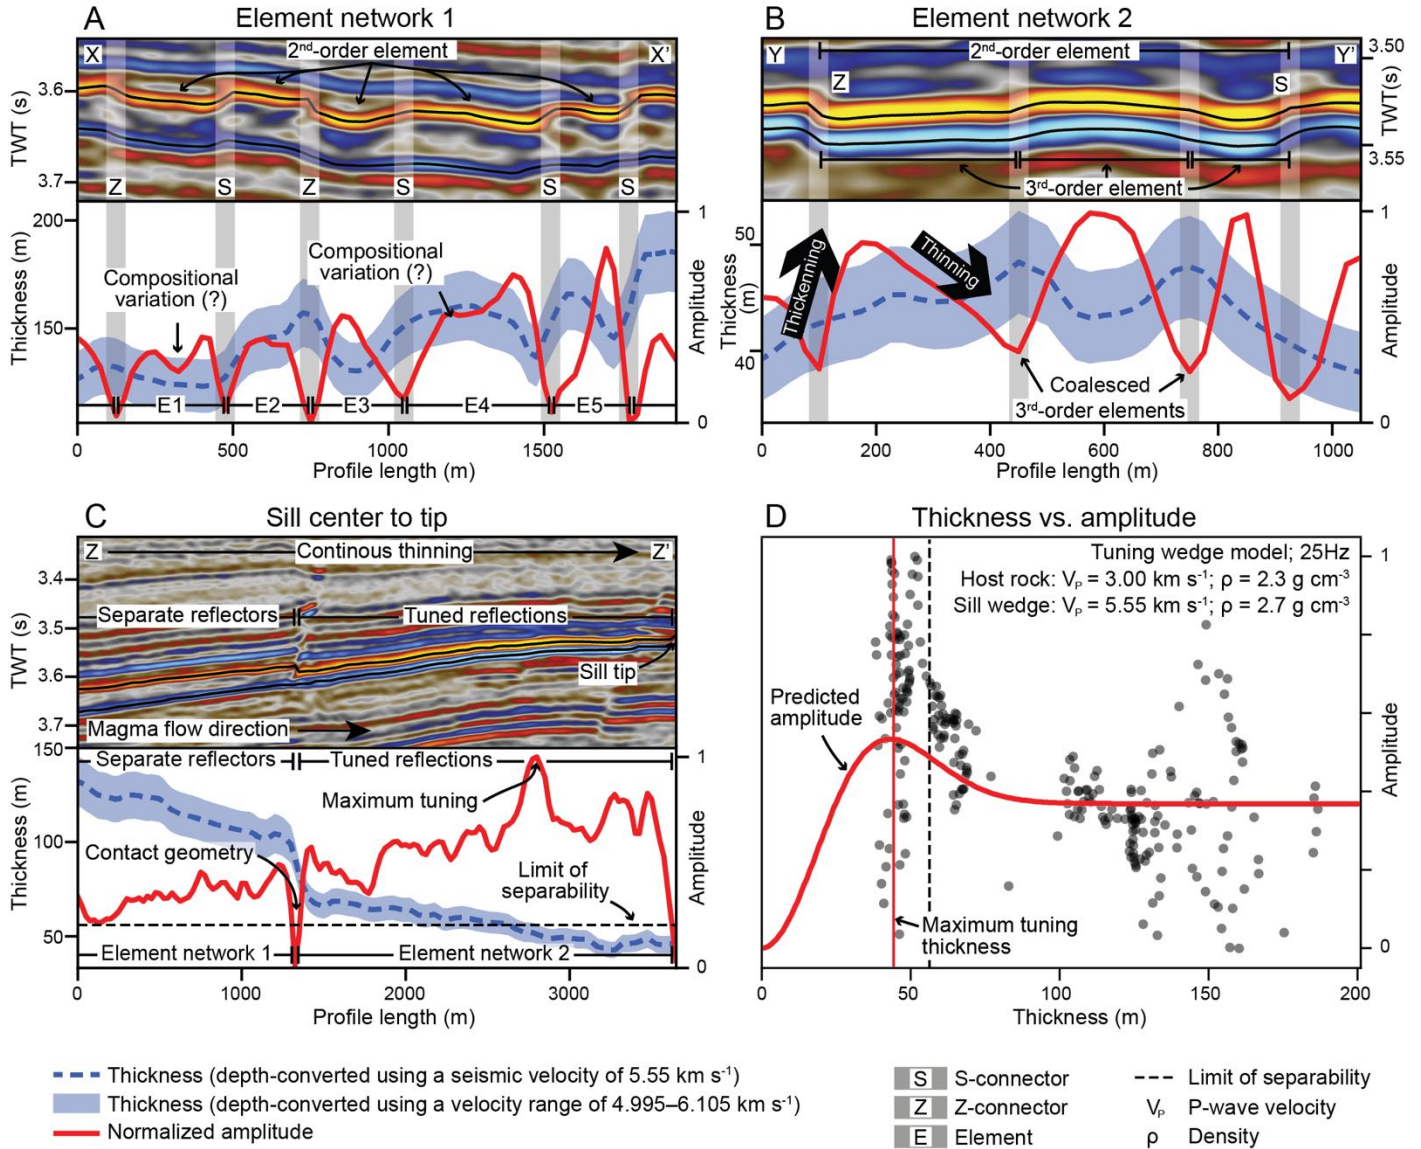 A Element network 1
X X'
2nd-order element
3.6
3.7
TWT (s)
Z S Z S S S
200
150
Thickness (m)
1
0
Amplitude
Compositional
variation (?)
Compositional
variation (?)
E1 E2 E3 E4 E5
0 500 1000 1500
Profile length (m)
B Element network 2
Y Y'
2nd-order element
Z S
3.50
3.55
TWT(s)
3rd-order element
50
40
Thickness
(m)
1
0
Amplitude
Thickenning
Thinning
Coalesced
3rd-order elements
0 200 400 600 800 1000
Profile length (m)
C Sill center to tip
Z Z'
Continous thinning
3.4
3.5
3.6
3.7
TWT (s)
Separate reflectors Tuned reflections
Sill tip
Magma flow direction
150
100
50
Thickness (m)
1
0
Amplitude
Separate reflectors Tuned reflections
Maximum tuning
Contact geometry
Limit of
separability
Element network 1 Element network 2
0 1000 2000 3000
Profile length (m)
D Thickness vs. amplitude
Tuning wedge model; 25Hz
Host rock: VP = 3.00 km s-1; ρ = 2.3 g cm-3
Sill wedge: VP = 5.55 km s-1; ρ = 2.7 g cm-3
Predicted
amplitude
Maximum tuning
thickness
1
0
Amplitude
0 50 100 150 200
Thickness (m)
Thickness (depth-converted using a seismic velocity of 5.55 km s-1)
Thickness (depth-converted using a velocity range of 4.995–6.105 km s-1)
Normalized amplitude
S S-connector
Z Z-connector
E Element
Limit of separability
VP P-wave velocity
ρ Density